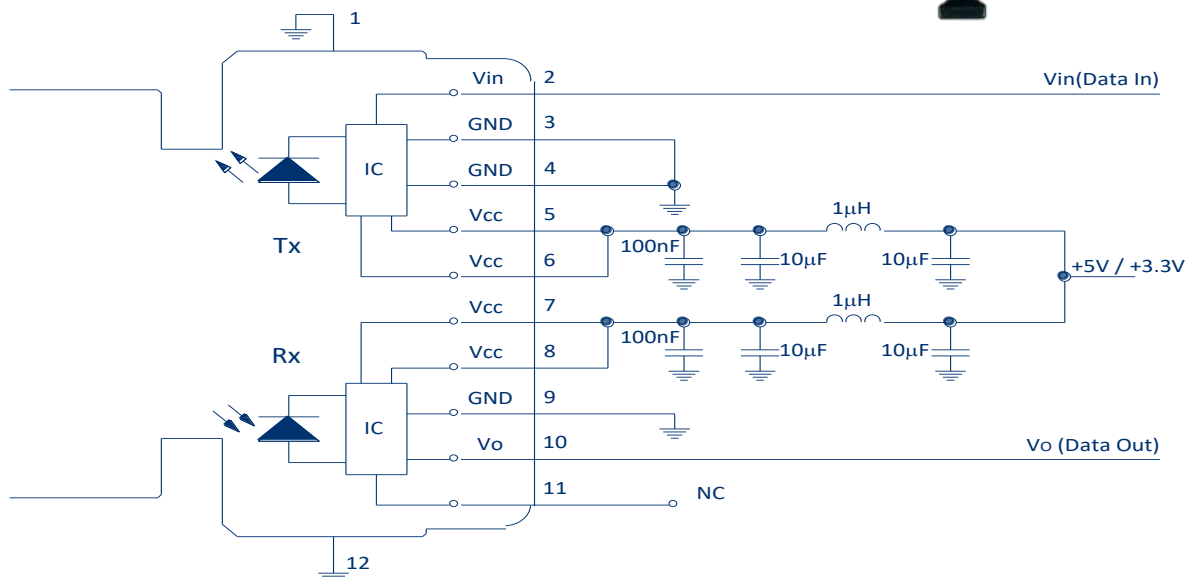 1
Vin 2 Vin(Data In)
GND 3
GND 4
IC
Vcc 5
1μH
Tx
100nF
10μF
10μF
Vcc 6
+5V / +3.3V
Vcc 7
1μH
Rx
100nF
10μF
10μF
Vcc 8
GND 9
IC
Vo 10 Vo (Data Out)
11 NC
12